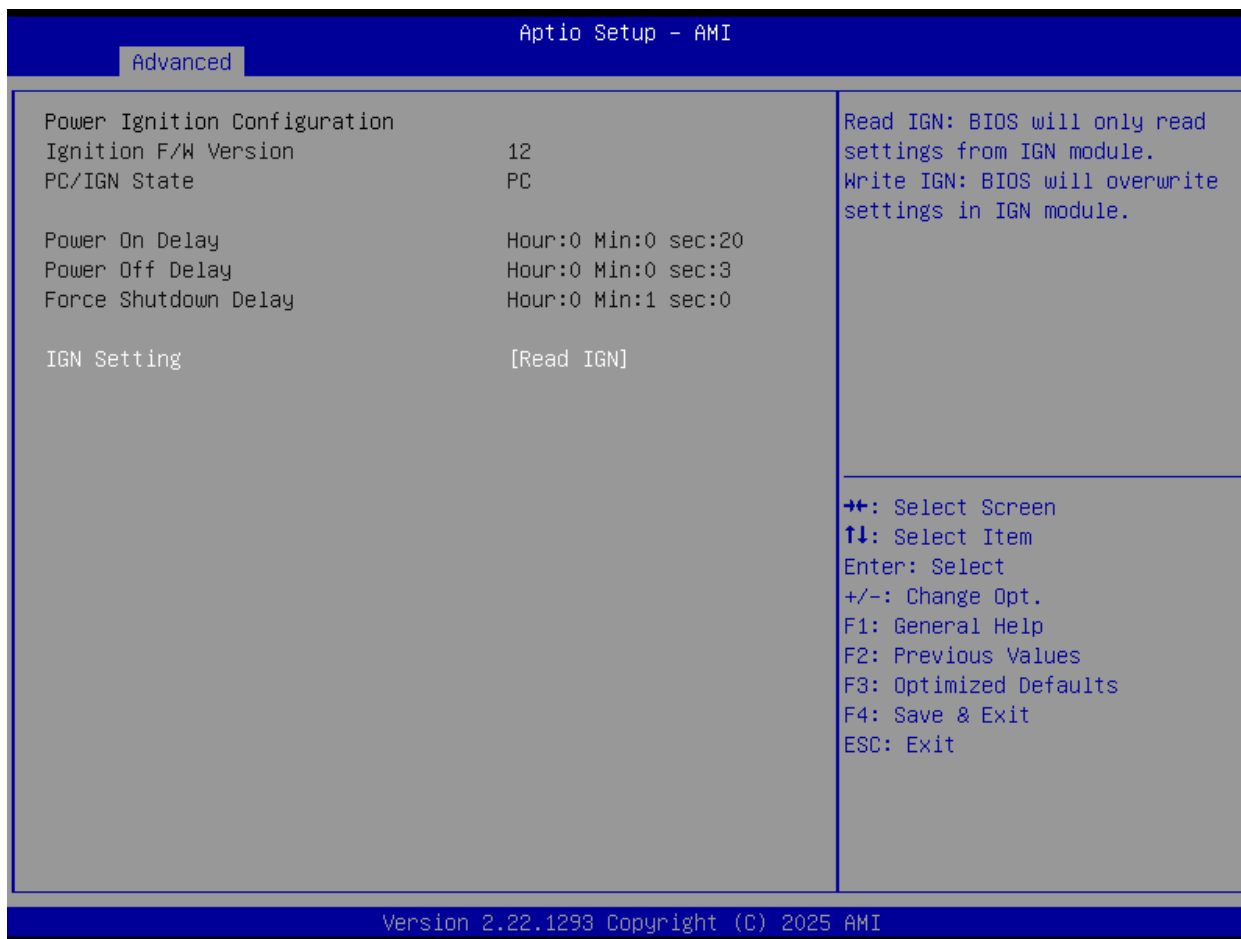 Aptio Setup - AMI
Advanced
Power Ignition Configuration
Ignition F/W Version 12
PC/IGN State PC
Power On Delay Hour:0 Min:0 sec:20
Power Off Delay Hour:0 Min:0 sec:3
Force Shutdown Delay Hour:0 Min:1 sec:0
IGN Setting [Read IGN]
Read IGN: BIOS will only read
settings from IGN module.
Write IGN: BIOS will overwrite
settings in IGN module.
→←: Select Screen
↑↓: Select Item
Enter: Select
+/-: Change Opt.
F1: General Help
F2: Previous Values
F3: Optimized Defaults
F4: Save & Exit
ESC: Exit
Version 2.22.1293 Copyright (C) 2025 AMI